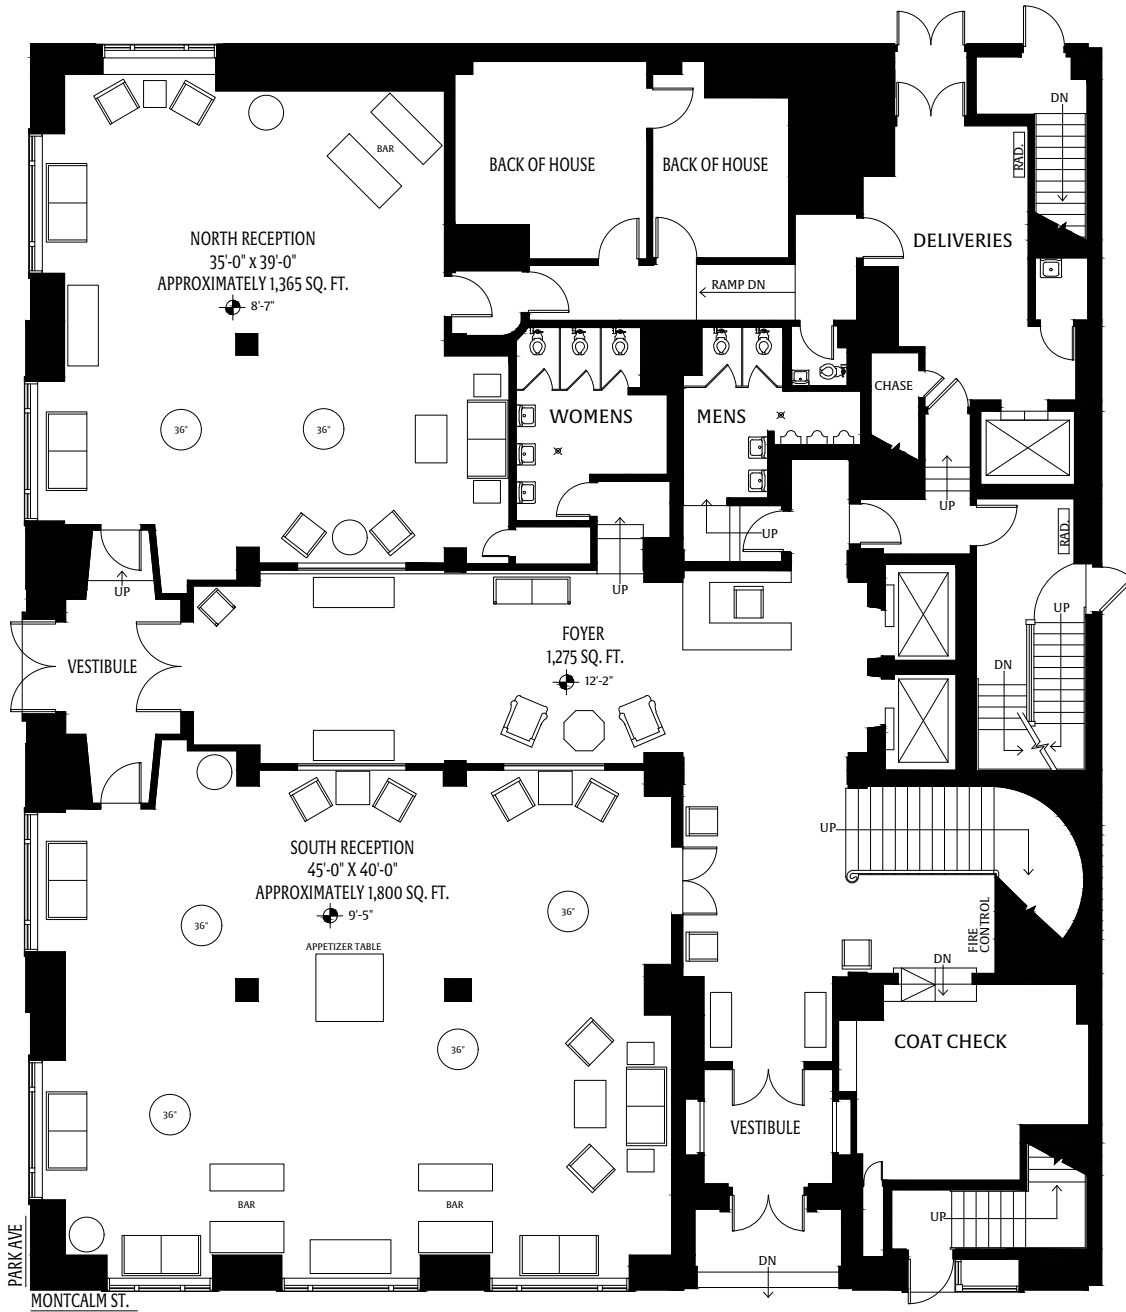 DN
RAD.
BAR
BACK OF HOUSE
BACK OF HOUSE
NORTH RECEPTION
35'-0" x 39'-0"
APPROXIMATELY 1,365 SQ. FT.
8'-7"
DELIVERIES
RAMP DN
CHASE
WOMENS
MENS
36"
36"
UP
UP
RAD.
UP
UP
UP
FOYER
1,275 SQ. FT.
12'-2"
VESTIBULE
DN
UP
SOUTH RECEPTION
45'-0" X 40'-0"
APPROXIMATELY 1,800 SQ. FT.
9'-5"
UP
36"
36"
APPETIZER TABLE
FIRE
CONTROL
DN
COAT CHECK
36"
36"
VESTIBULE
BAR
BAR
UP
DN
PARK AVE
MONTCALM ST.